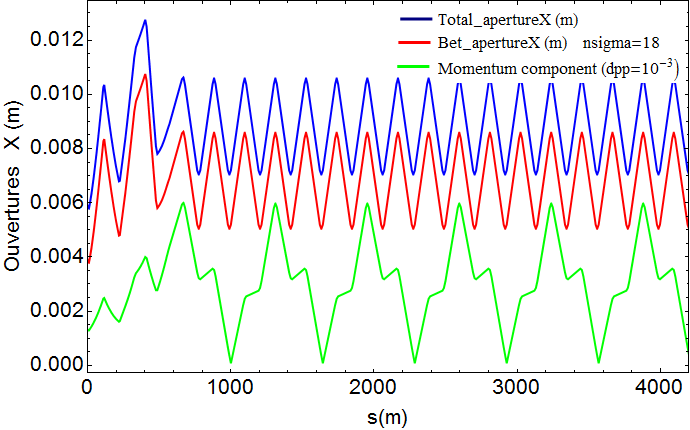 Total_apertureX (m)
Bet_apertureX (m) nsigma=18
Momentum component (dpp=10⁻³)
Ouvertures X (m)
0.012
0.010
0.008
0.006
0.004
0.002
0.000
0 1000 2000 3000 4000
s(m)